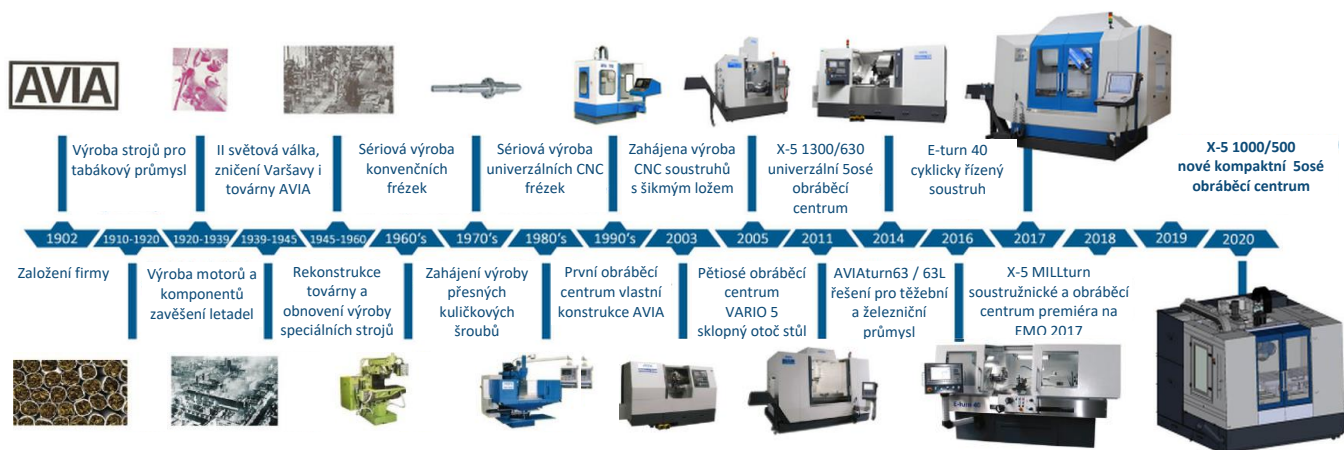 AVIA
Výroba strojů pro
tabákový průmysl
II světová válka,
zničení Varšavy i
továrny AVIA
Sériová výroba
konvenčních
frézek
Sériová výroba
univerzálních CNC
frézek
Zahájena výroba
CNC soustruhů
s šikmým ložem
X-5 1300/630
univerzální 5osé
obráběcí
centrum
E-turn 40
cyklicky řízený
soustruh
X-5 1000/500
nové kompaktní 5osé
obráběcí centrum
1902
1910-1920
1920-1939
1939-1945
1945-1960
1960's
1970's
1980's
1990's
2003
2005
2011
2014
2016
2017
2018
2019
2020
Založení firmy
Výroba motorů a
komponentů
zavěšení letadel
Rekonstrukce
továrny a
obnovení výroby
speciálních strojů
Zahájení výroby
přesných
kuličkových
šroubů
První obráběcí
centrum vlastní
konstrukce AVIA
Pětiosé obráběcí
centrum
VARIO 5
sklopný otoč stůl
AVIAturn63 / 63L
řešení pro těžební
a železniční
průmysl
X-5 MILLturn
soustružnické a obráběcí
centrum premiéra na
EMO 2017
E-turn 40